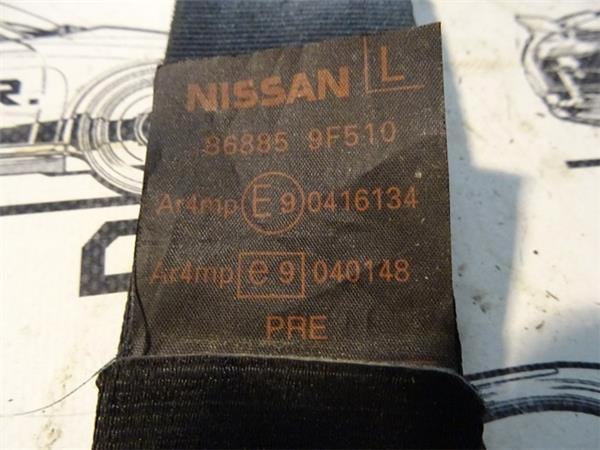 NISSAN L
86885 9F510
Ar4mp E 9 0416134
Ar4mp e 9 040148
PRE
R.